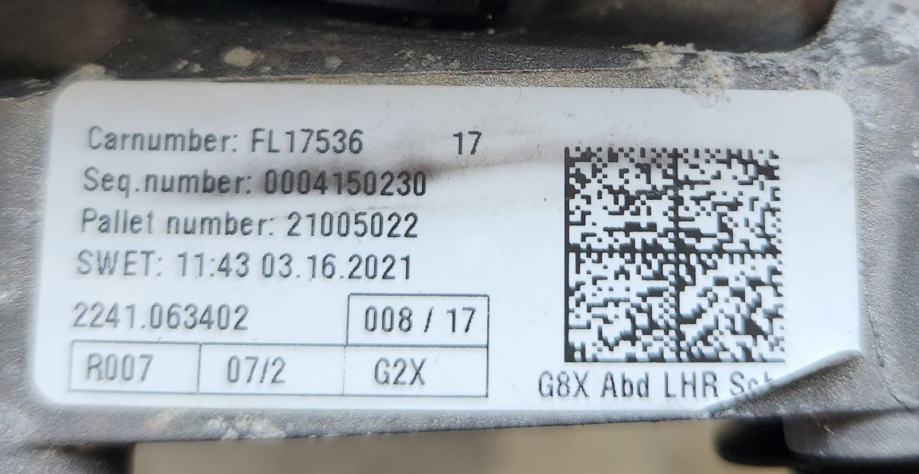 Carnumber: FL17536 17
Seq.number: 0004150230
Pallet number: 21005022
SWET: 11:43 03.16.2021
2241.063402 008 / 17
R007 07/2 G2X
G8X Abd LHR